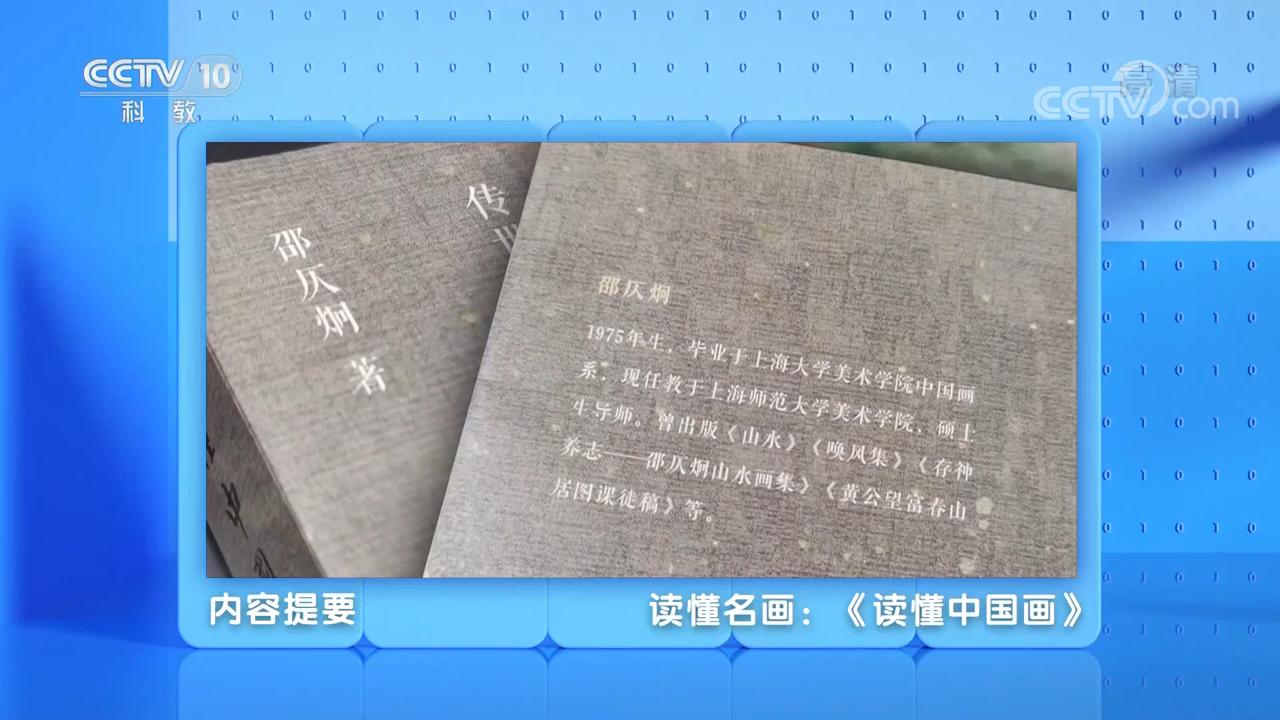 CCTV 10
科教
高清
CCTV.com
邵仄炯 著
传世
邵仄炯
1975年生，毕业于上海大学美术学院中国画
系，现任教于上海师范大学美术学院，硕士
生导师。曾出版《山水》《唤风集》《存神
养志——邵仄炯山水画集》《黄公望富春山
居图课徒稿》等。
中国
内容提要
读懂名画：《读懂中国画》